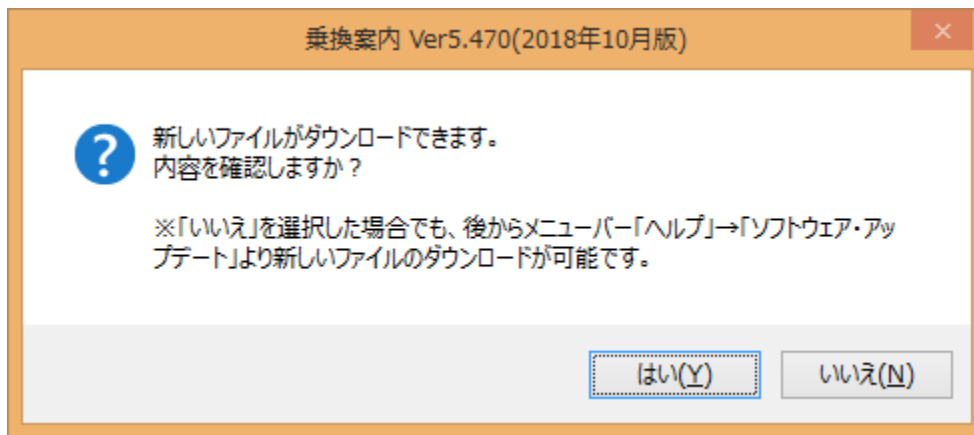 乗換案内 Ver5.470(2018年10月版)
新しいファイルがダウンロードできます。
内容を確認しますか？
※「いいえ」を選択した場合でも、後からメニューバー「ヘルプ」→「ソフトウェア・アッ
プデート」より新しいファイルのダウンロードが可能です。
はい(Y)
いいえ(N)